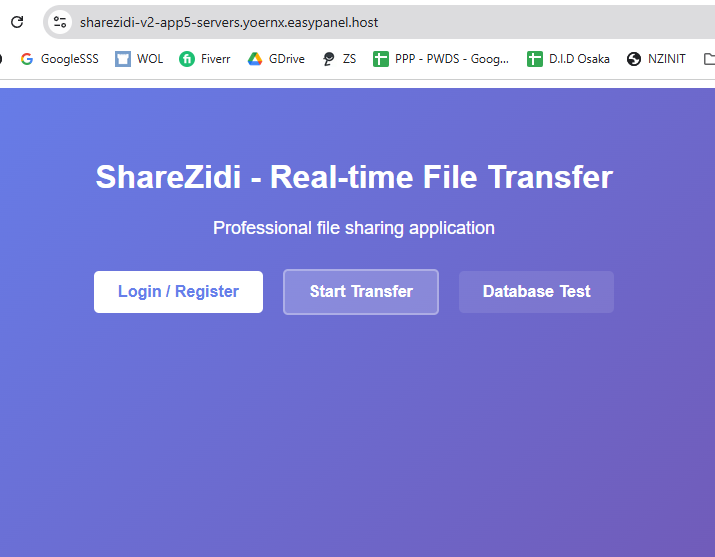 sharezidi-v2-app5-servers.yoernx.easypanel.host
GoogleSSS WOL Fiverr GDrive ZS PPP - PWDS - Goog... D.I.D Osaka NZINIT
ShareZidi - Real-time File Transfer
Professional file sharing application
Login / Register Start Transfer Database Test